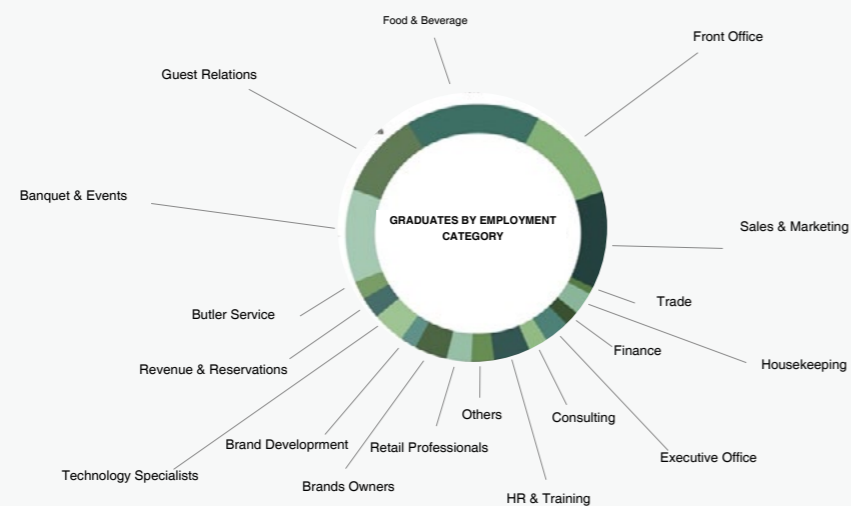 Food & Beverage
Front Office
Guest Relations
Banquet & Events
GRADUATES BY EMPLOYMENT
CATEGORY
Sales & Marketing
Trade
Butler Service
Finance
Housekeeping
Revenue & Reservations
Others
Consulting
Brand Developrment
Retail Professionals
Executive Office
Technology Specialists
Brands Owners
HR & Training